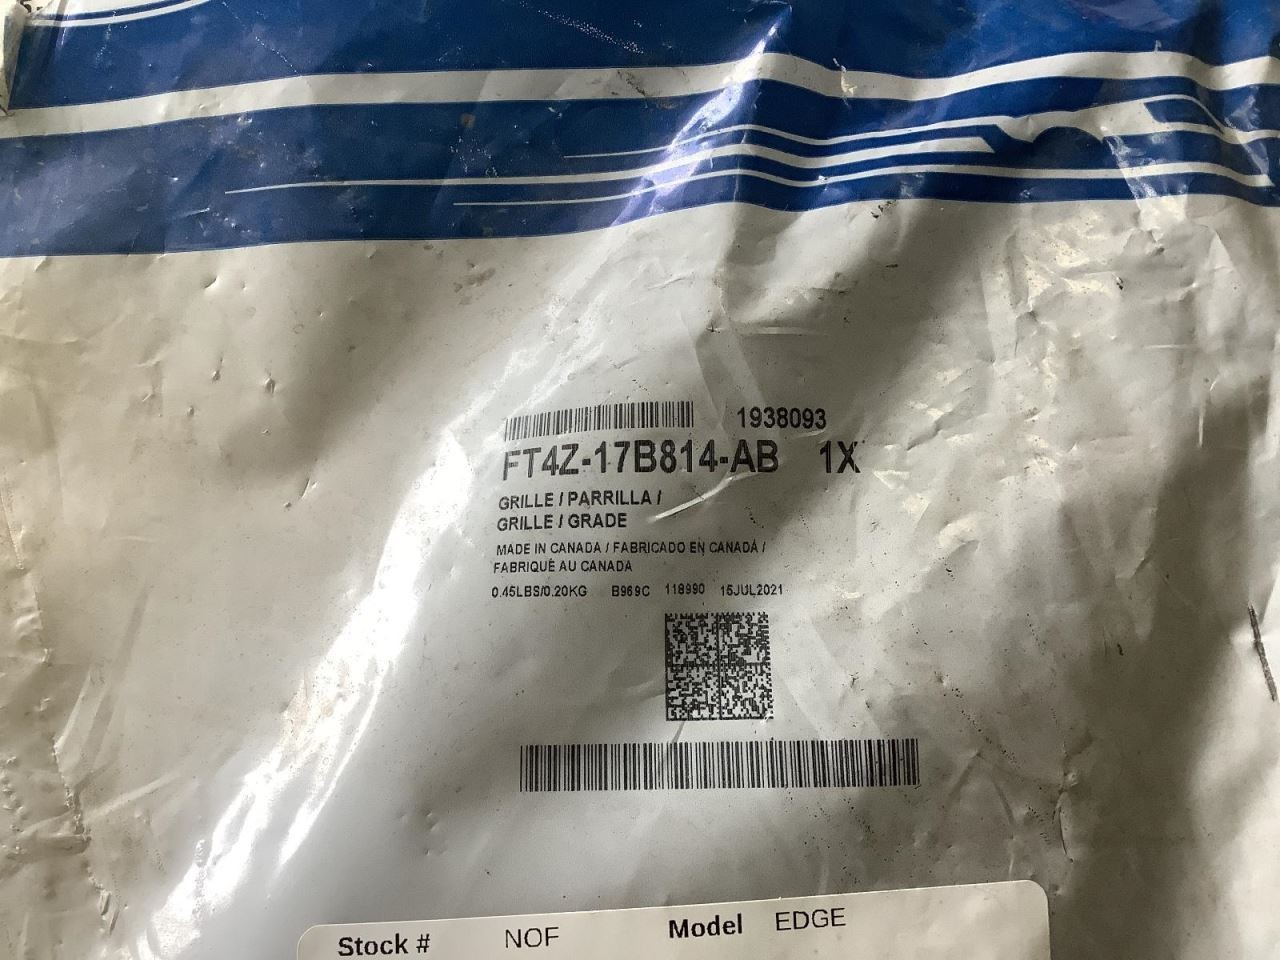 1938093
FT4Z-17B814-AB 1X
GRILLE / PARRILLA /
GRILLE / GRADE
MADE IN CANADA / FABRICADO EN CANADÁ /
FABRIQUÉ AU CANADA
0.45LBS/0.20KG B969C 118990 15JUL2021
Stock # NOF Model EDGE